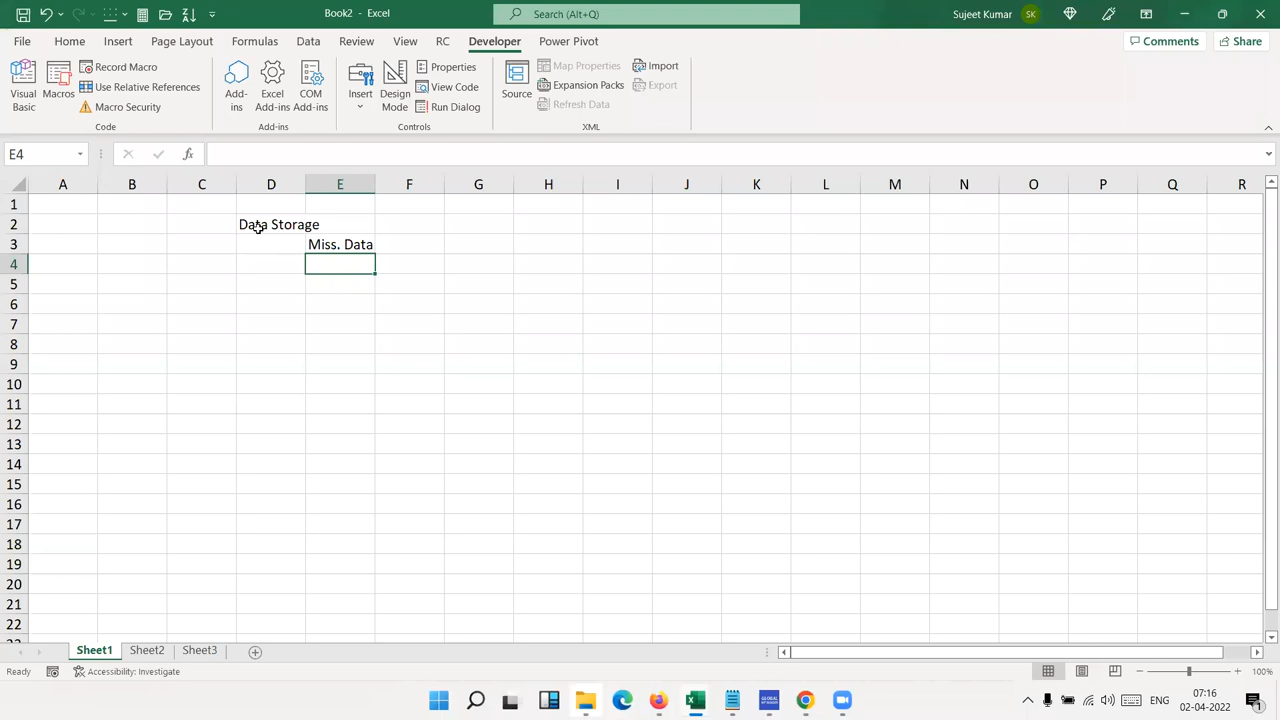 Book2 - Excel
Search (Alt+Q)
Sujeet Kumar SK
File Home Insert Page Layout Formulas Data Review View RC Developer Power Pivot Comments Share
Visual Basic
Macros
Record Macro
Use Relative References
Macro Security
Code
Add-ins
Excel Add-ins
COM Add-ins
Add-ins
Insert
Design Mode
Properties
View Code
Run Dialog
Controls
Source
Map Properties
Expansion Packs
Refresh Data
Import
Export
XML
E4
fx
A B C D E F G H I J K L M N O P Q R
1
2 Data Storage
3 Miss. Data
4
5
6
7
8
9
10
11
12
13
14
15
16
17
18
19
20
21
22
Sheet1 Sheet2 Sheet3
Ready Accessibility: Investigate 100%
ENG 07:16
02-04-2022